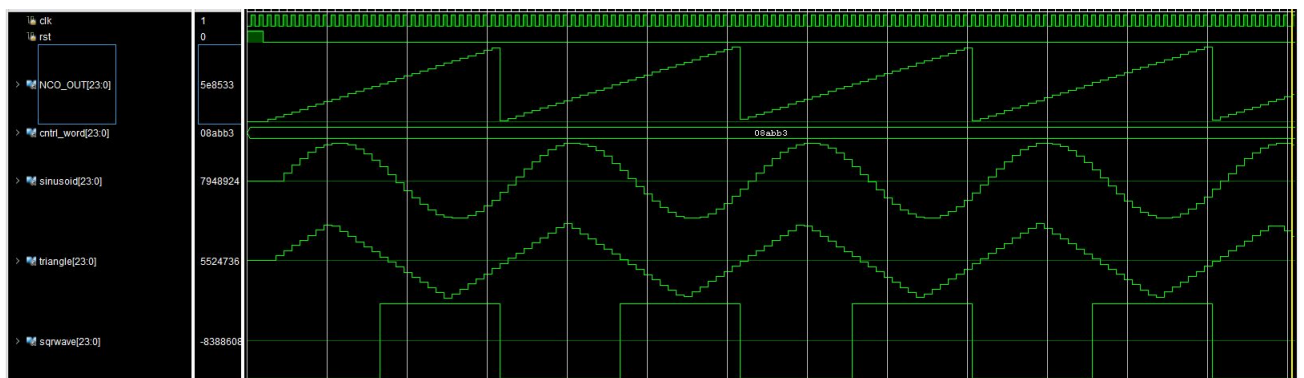 clk 1
rst 0
NCO_OUT[23:0] 5e8533
cntrl_word[23:0] 08abb3 08abb3
sinusoid[23:0] 7948924
triangle[23:0] 5524736
sqrwave[23:0] -8388608